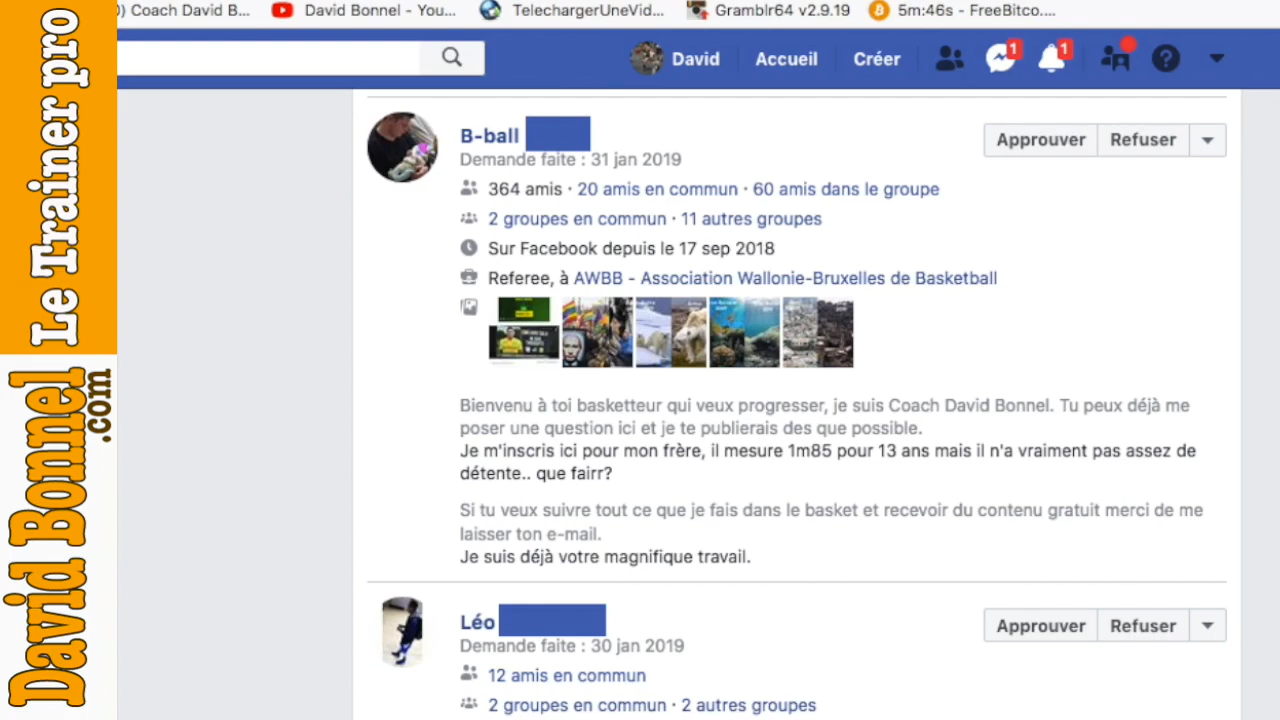 ) Coach David B...
David Bonnel - You...
TelechargerUneVid...
Gramblr64 v2.9.19
5m:46s - FreeBitco....
David
Accueil
Créer
1
1
Le Trainer pro
David Bonnel
.com
B-ball
Approuver
Refuser
Demande faite : 31 jan 2019
364 amis · 20 amis en commun · 60 amis dans le groupe
2 groupes en commun · 11 autres groupes
Sur Facebook depuis le 17 sep 2018
Referee, à AWBB - Association Wallonie-Bruxelles de Basketball
Bienvenu à toi basketteur qui veux progresser, je suis Coach David Bonnel. Tu peux déjà me
poser une question ici et je te publierais des que possible.
Je m'inscris ici pour mon frère, il mesure 1m85 pour 13 ans mais il n'a vraiment pas assez de
détente.. que fairr?
Si tu veux suivre tout ce que je fais dans le basket et recevoir du contenu gratuit merci de me
laisser ton e-mail.
Je suis déjà votre magnifique travail.
Léo
Approuver
Refuser
Demande faite : 30 jan 2019
12 amis en commun
2 groupes en commun · 2 autres groupes